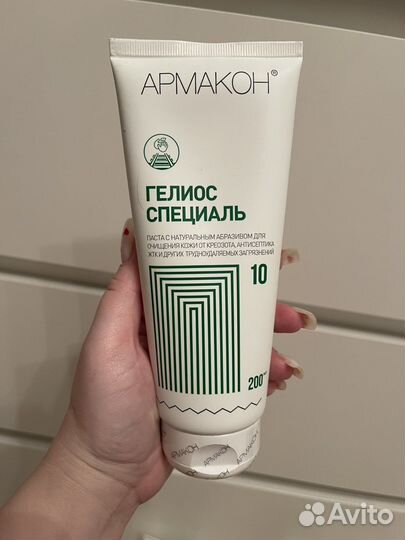 АРМАКОН®
ГЕЛИОС
СПЕЦИАЛЬ
ПАСТА С НАТУРАЛЬНЫМ АБРАЗИВОМ ДЛЯ
ОЧИЩЕНИЯ КОЖИ ОТ КРЕОЗОТА, АНТИСЕПТИКА
ЖТК И ДРУГИХ ТРУДНОУДАЛЯЕМЫХ ЗАГРЯЗНЕНИЙ
10
200 мл
АРМАКОН
Avito